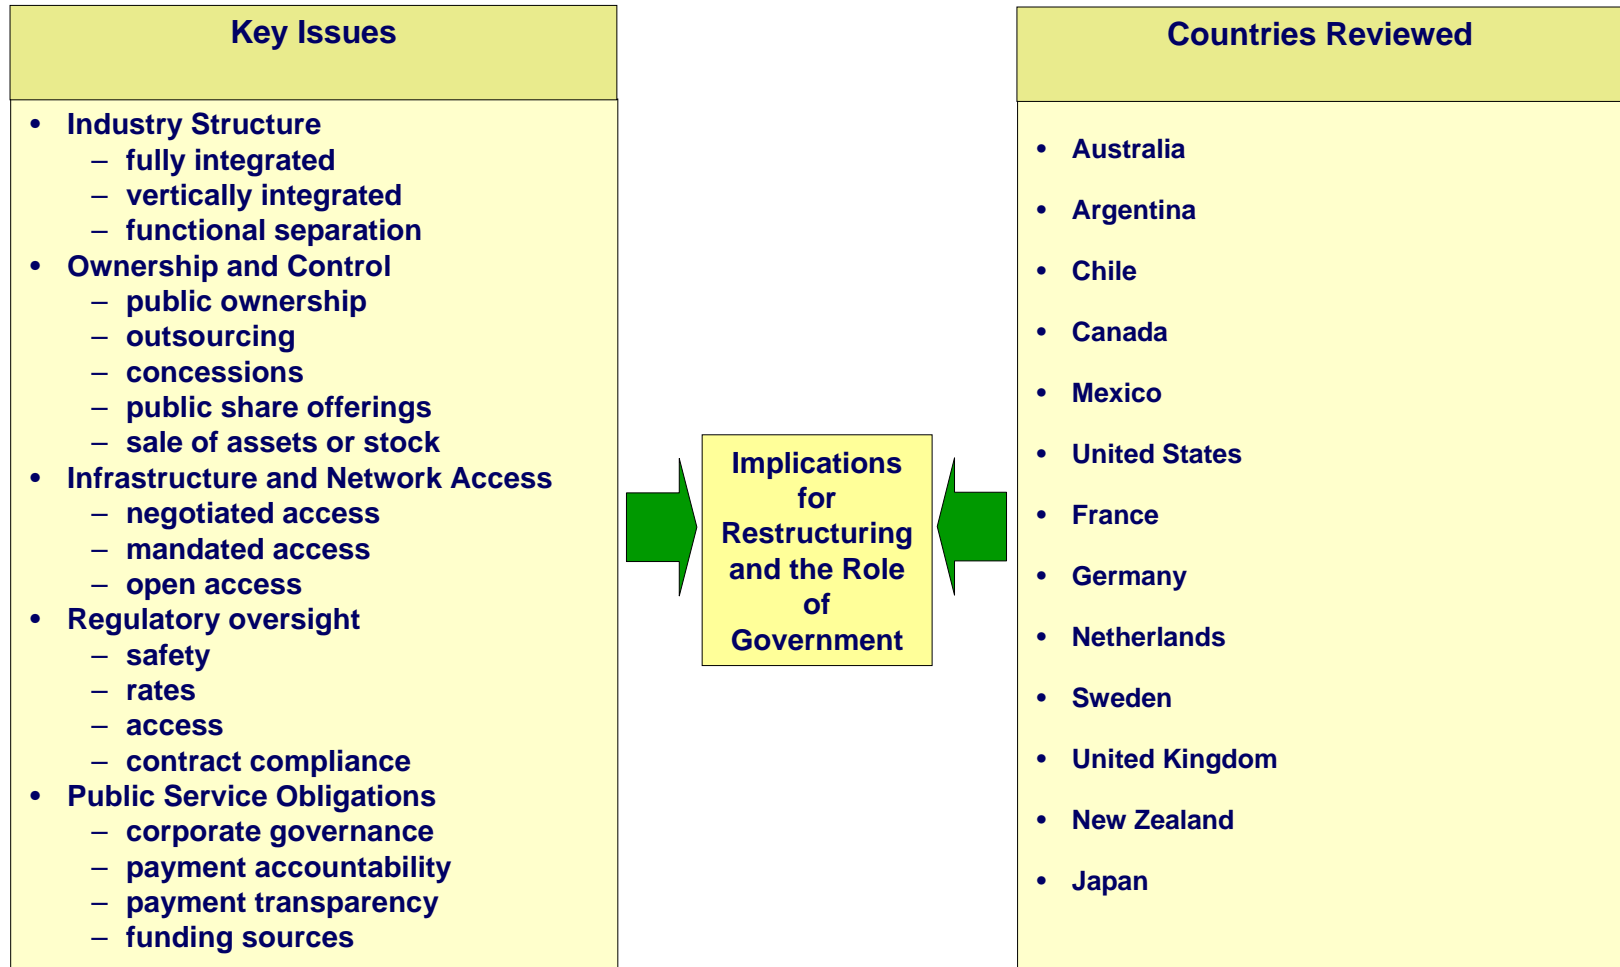 Key Issues
• Industry Structure
– fully integrated
– vertically integrated
– functional separation
• Ownership and Control
– public ownership
– outsourcing
– concessions
– public share offerings
– sale of assets or stock
• Infrastructure and Network Access
– negotiated access
– mandated access
– open access
• Regulatory oversight
– safety
– rates
– access
– contract compliance
• Public Service Obligations
– corporate governance
– payment accountability
– payment transparency
– funding sources
Implications
for
Restructuring
and the Role
of
Government
Countries Reviewed
• Australia
• Argentina
• Chile
• Canada
• Mexico
• United States
• France
• Germany
• Netherlands
• Sweden
• United Kingdom
• New Zealand
• Japan